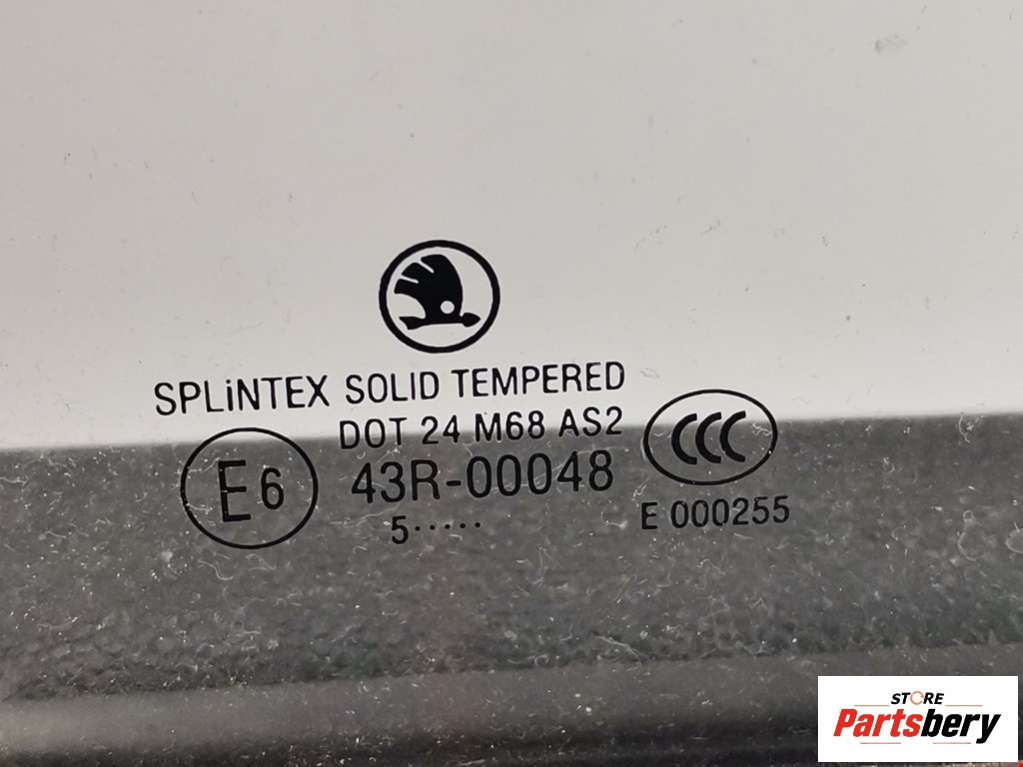 SPLiNTEX SOLID TEMPERED
DOT 24 M68 AS2
E6
43R-00048
5·····
CCC
E 000255
STORE
Partsbery